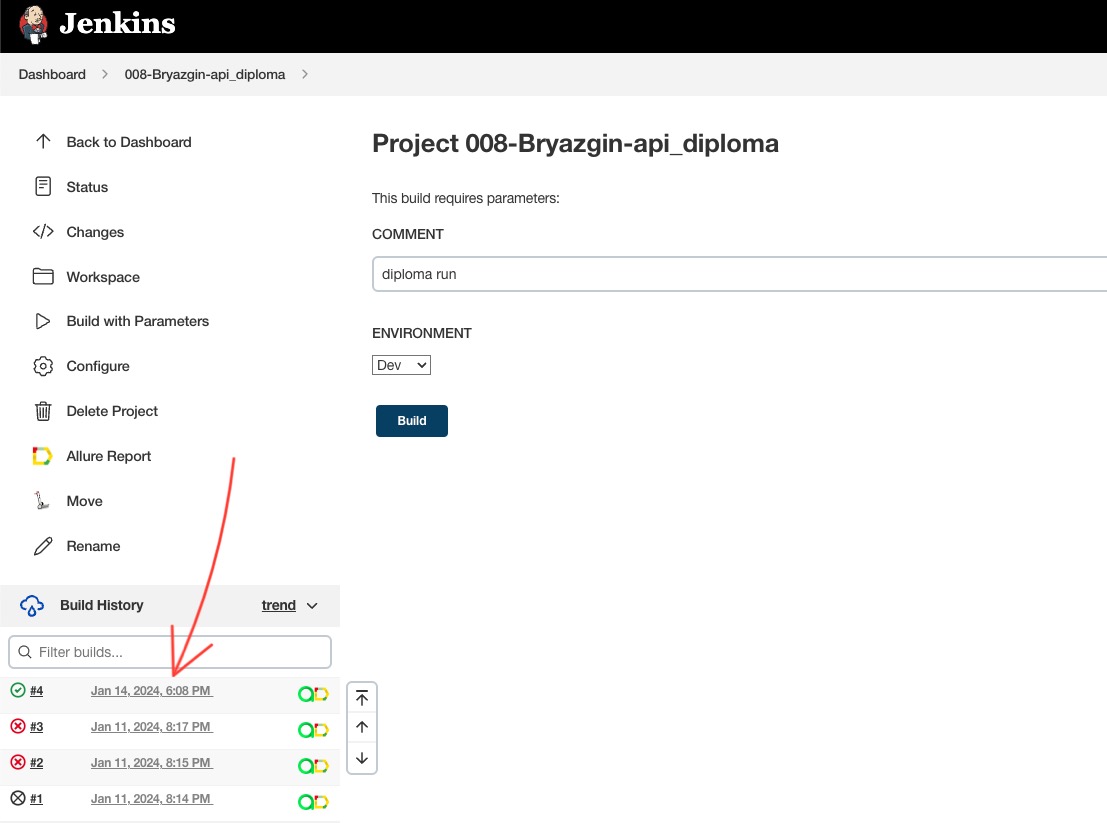 Jenkins
Dashboard 008-Bryazgin-api_diploma
Back to Dashboard
Status
Changes
Workspace
Build with Parameters
Configure
Delete Project
Allure Report
Move
Rename
Build History trend
Filter builds...
#4 Jan 14, 2024, 6:08 PM
#3 Jan 11, 2024, 8:17 PM
#2 Jan 11, 2024, 8:15 PM
#1 Jan 11, 2024, 8:14 PM
Project 008-Bryazgin-api_diploma
This build requires parameters:
COMMENT
diploma run
ENVIRONMENT
Dev
Build